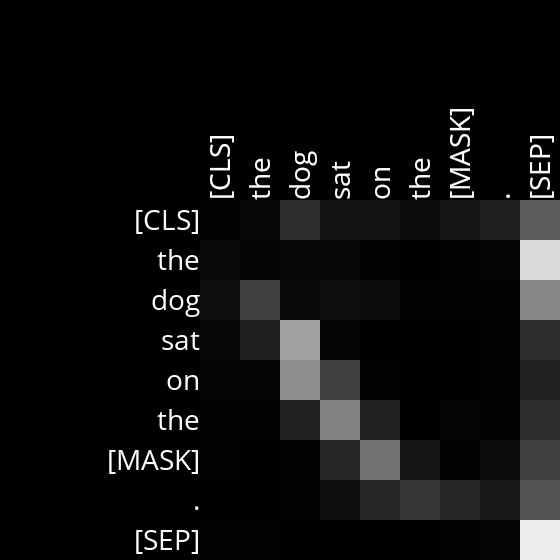 [CLS] the dog sat on the [MASK] . [SEP]
[CLS]
the
dog
sat
on
the
[MASK]
.
[SEP]